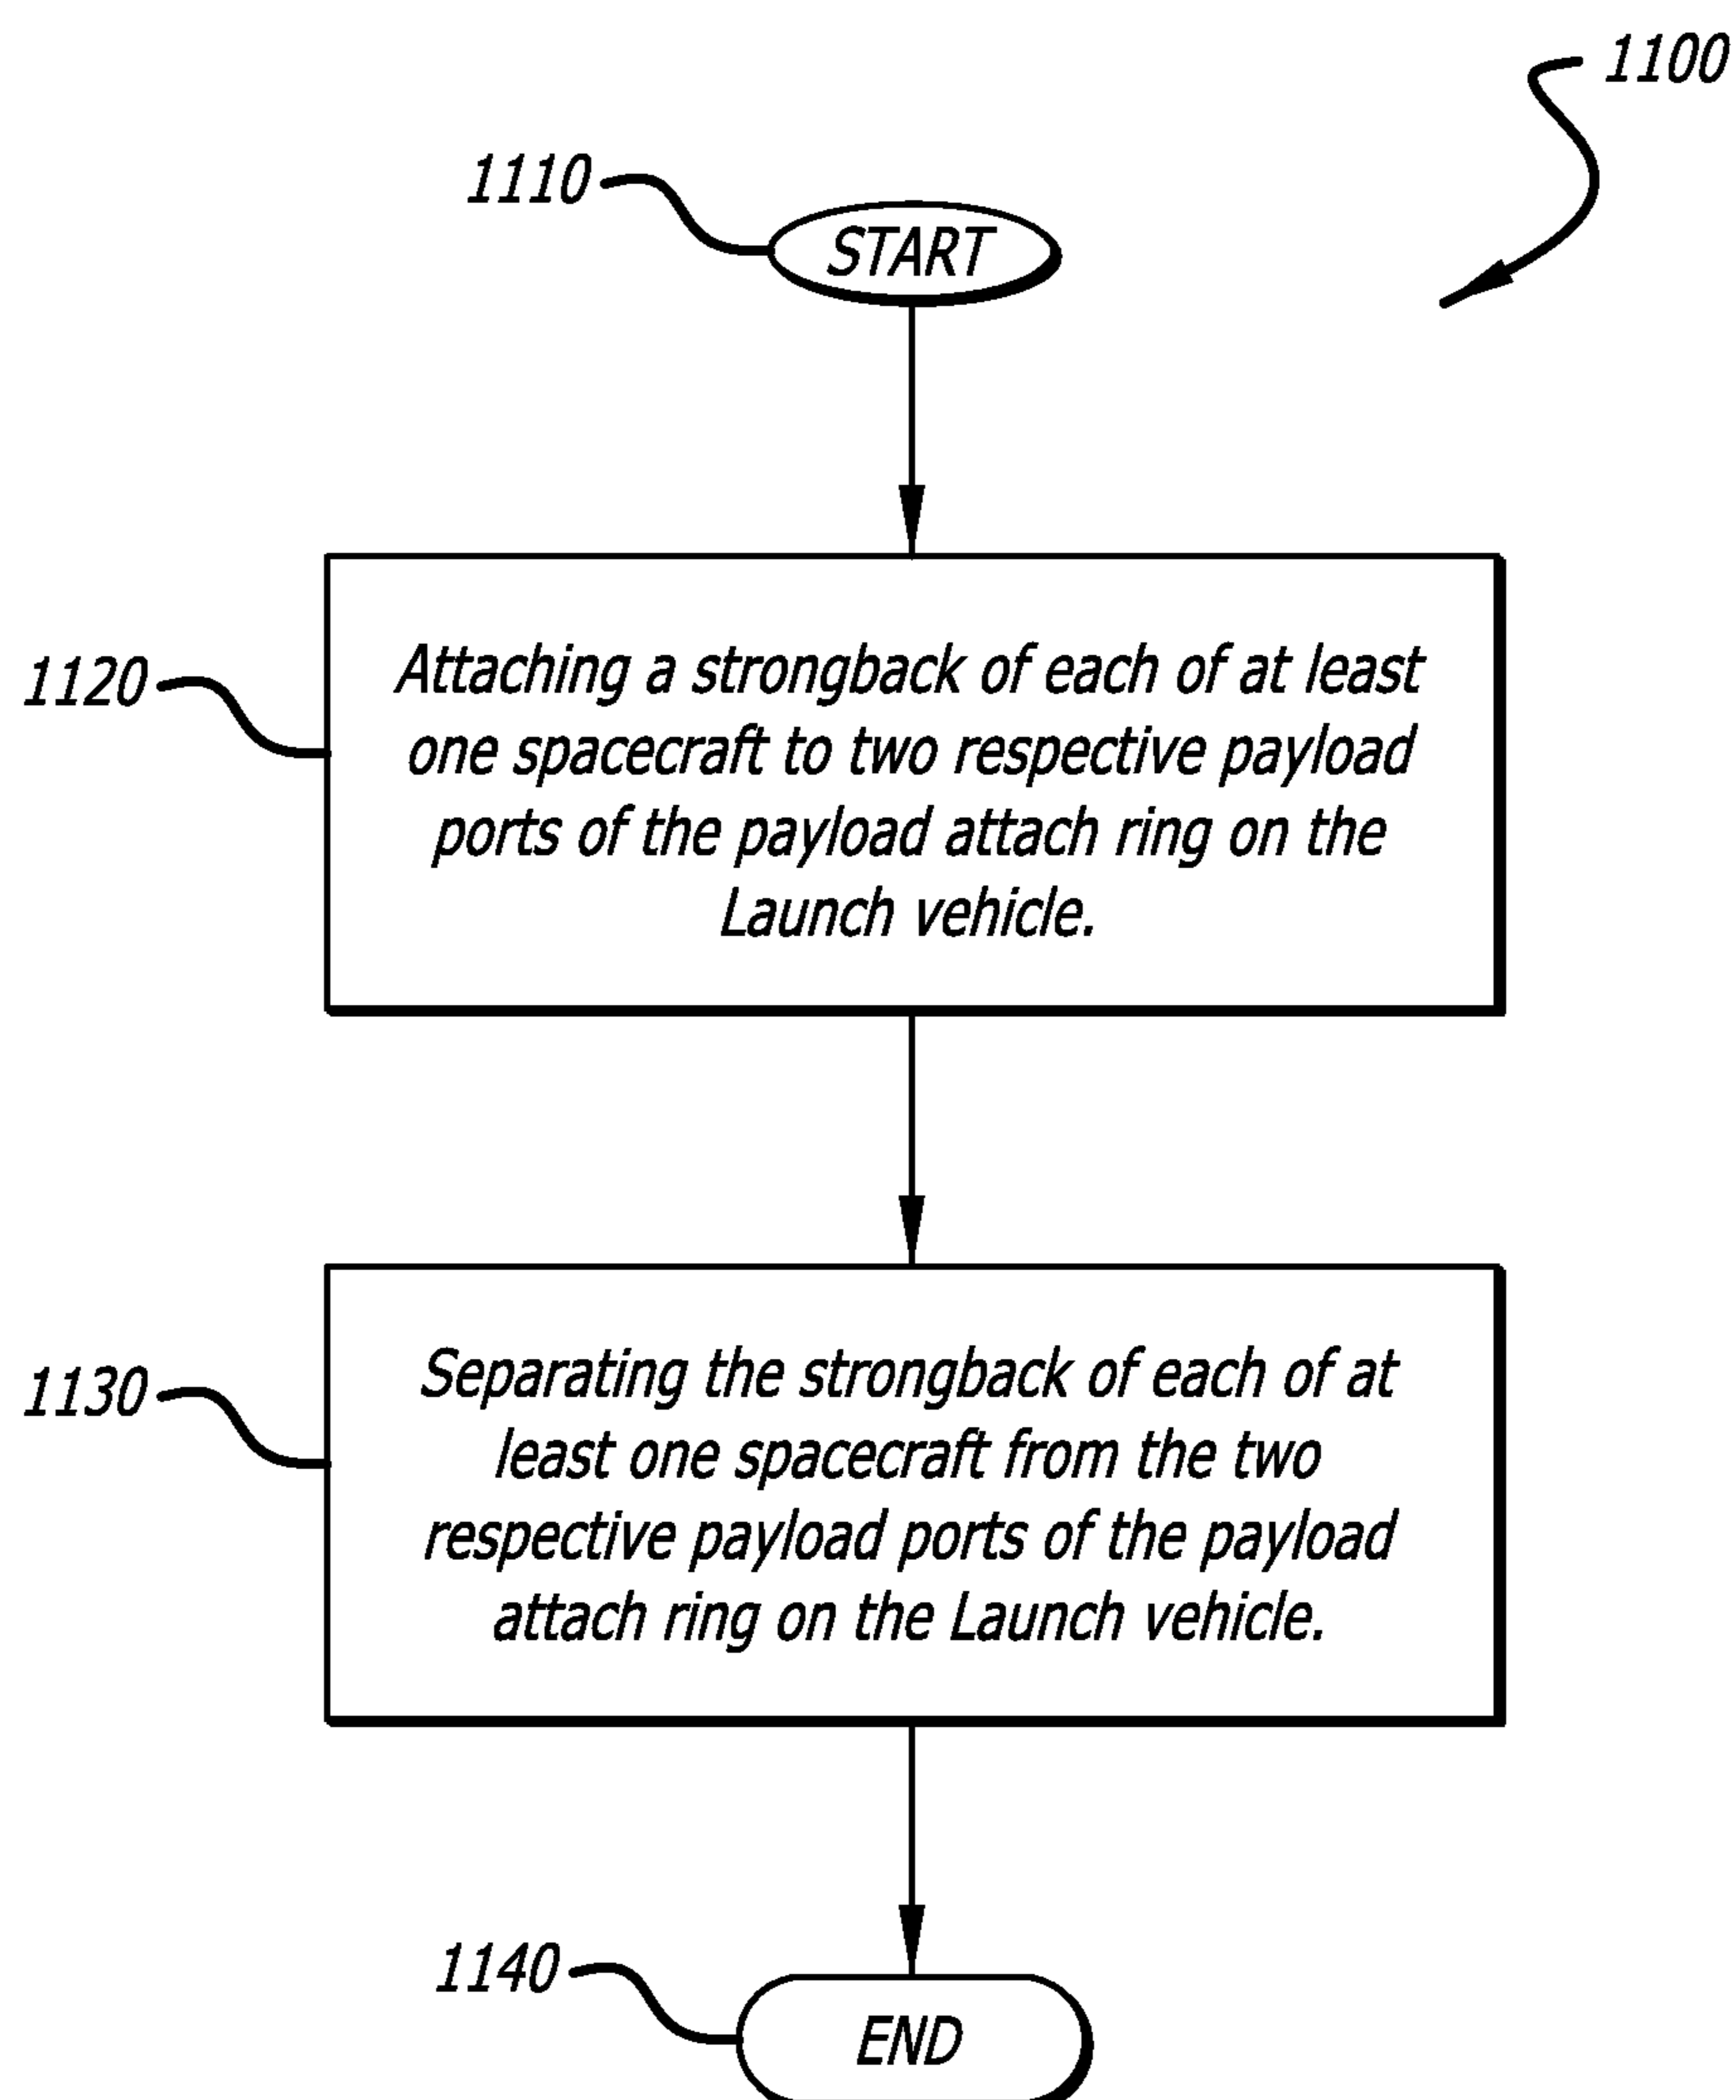 1100
1110
START
1120
Attaching a strongback of each of at least
one spacecraft to two respective payload
ports of the payload attach ring on the
Launch vehicle.
1130
Separating the strongback of each of at
least one spacecraft from the two
respective payload ports of the payload
attach ring on the Launch vehicle.
1140
END